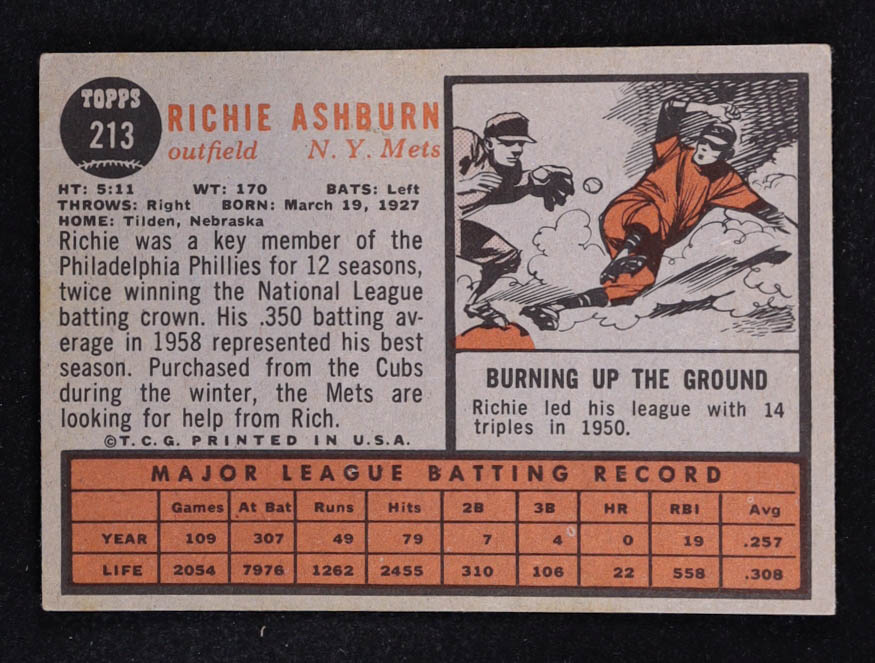 TOPPS
213
RICHIE ASHBURN
outfield N. Y. Mets
HT: 5:11 WT: 170 BATS: Left
THROWS: Right BORN: March 19, 1927
HOME: Tilden, Nebraska
Richie was a key member of the
Philadelphia Phillies for 12 seasons,
twice winning the National League
batting crown. His .350 batting av-
erage in 1958 represented his best
season. Purchased from the Cubs
during the winter, the Mets are
looking for help from Rich.
©T.C.G. PRINTED IN U.S.A.
BURNING UP THE GROUND
Richie led his league with 14
triples in 1950.
MAJOR LEAGUE BATTING RECORD
Games At Bat Runs Hits 2B 3B HR RBI Avg
YEAR 109 307 49 79 7 4 0 19 .257
LIFE 2054 7976 1262 2455 310 106 22 558 .308